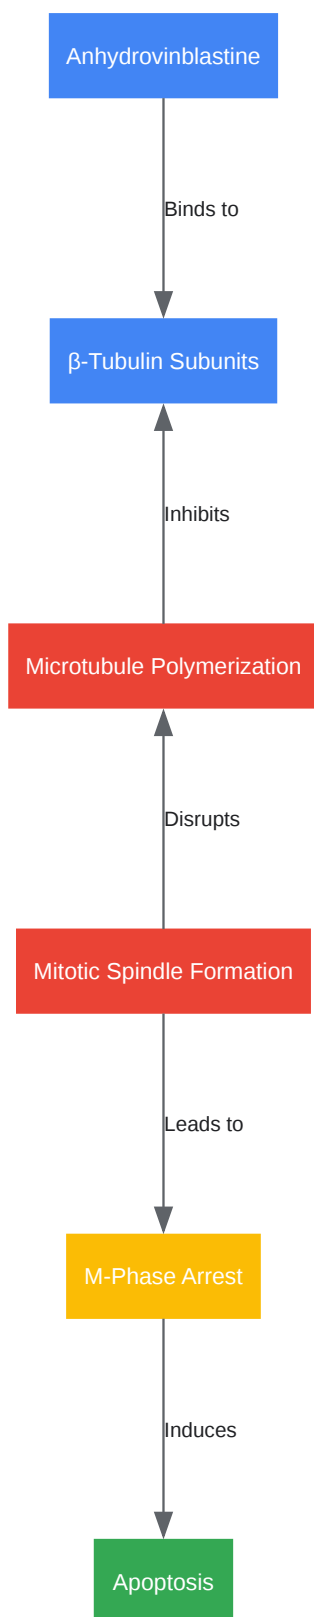 Anhydrovinblastine
Binds to
β-Tubulin Subunits
Inhibits
Microtubule Polymerization
Disrupts
Mitotic Spindle Formation
Leads to
M-Phase Arrest
Induces
Apoptosis